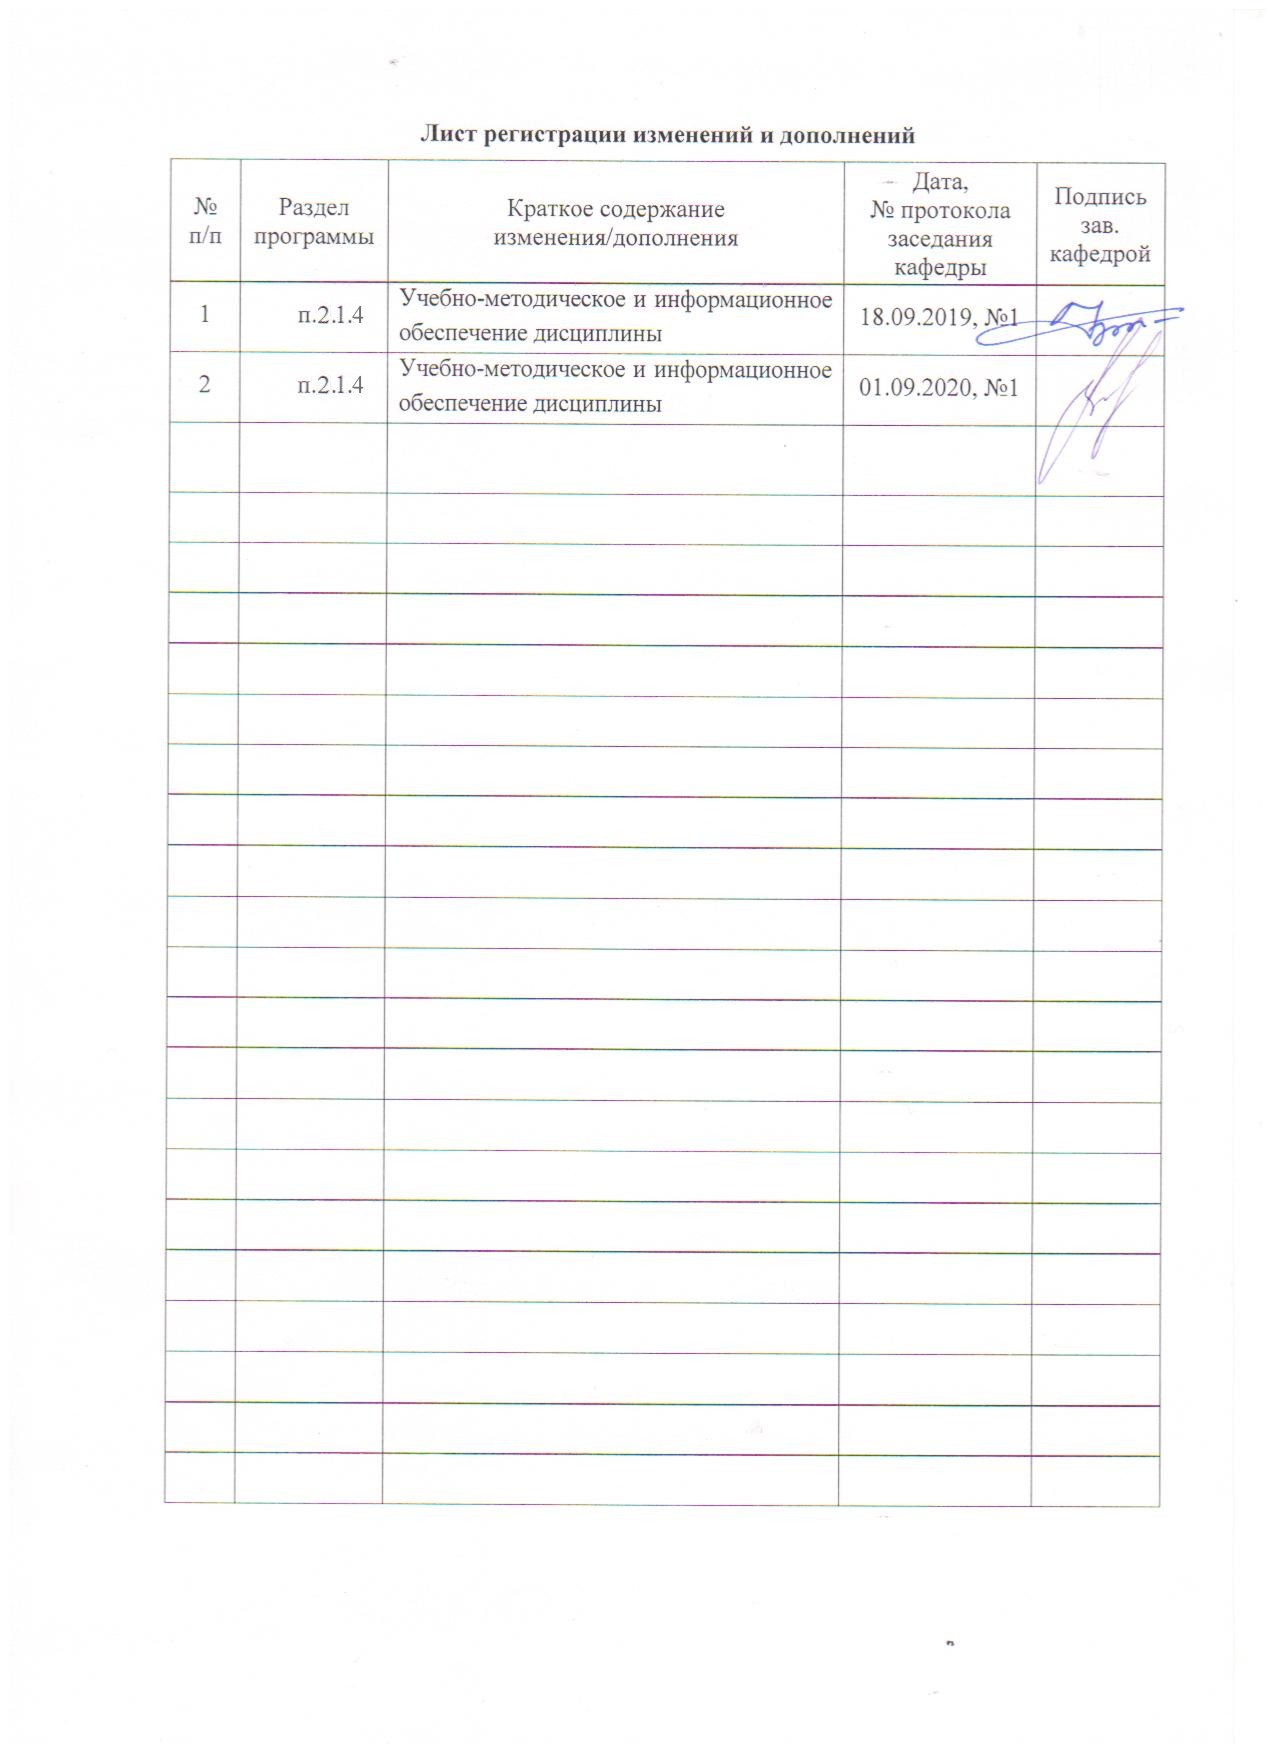 Лист регистрации изменений и дополнений
№
п/п
Раздел
программы
Краткое содержание
изменения/дополнения
Дата,
№ протокола
заседания
кафедры
Подпись
зав.
кафедрой
1
п.2.1.4
Учебно-методическое и информационное
обеспечение дисциплины
18.09.2019, №1
2
п.2.1.4
Учебно-методическое и информационное
обеспечение дисциплины
01.09.2020, №1